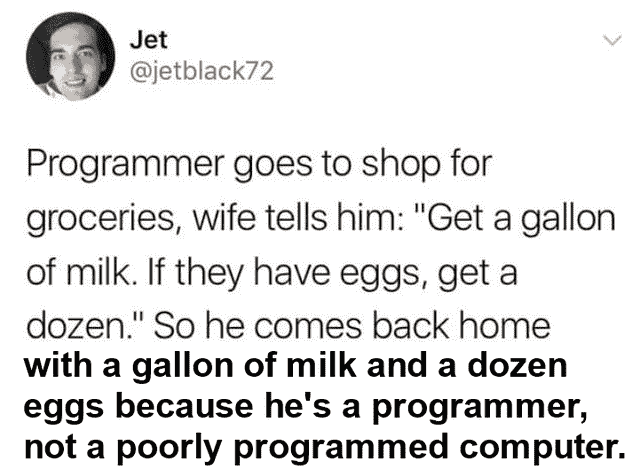 Jet
@jetblack72
Programmer goes to shop for
groceries, wife tells him: "Get a gallon
of milk. If they have eggs, get a
dozen." So he comes back home
with a gallon of milk and a dozen
eggs because he's a programmer,
not a poorly programmed computer.